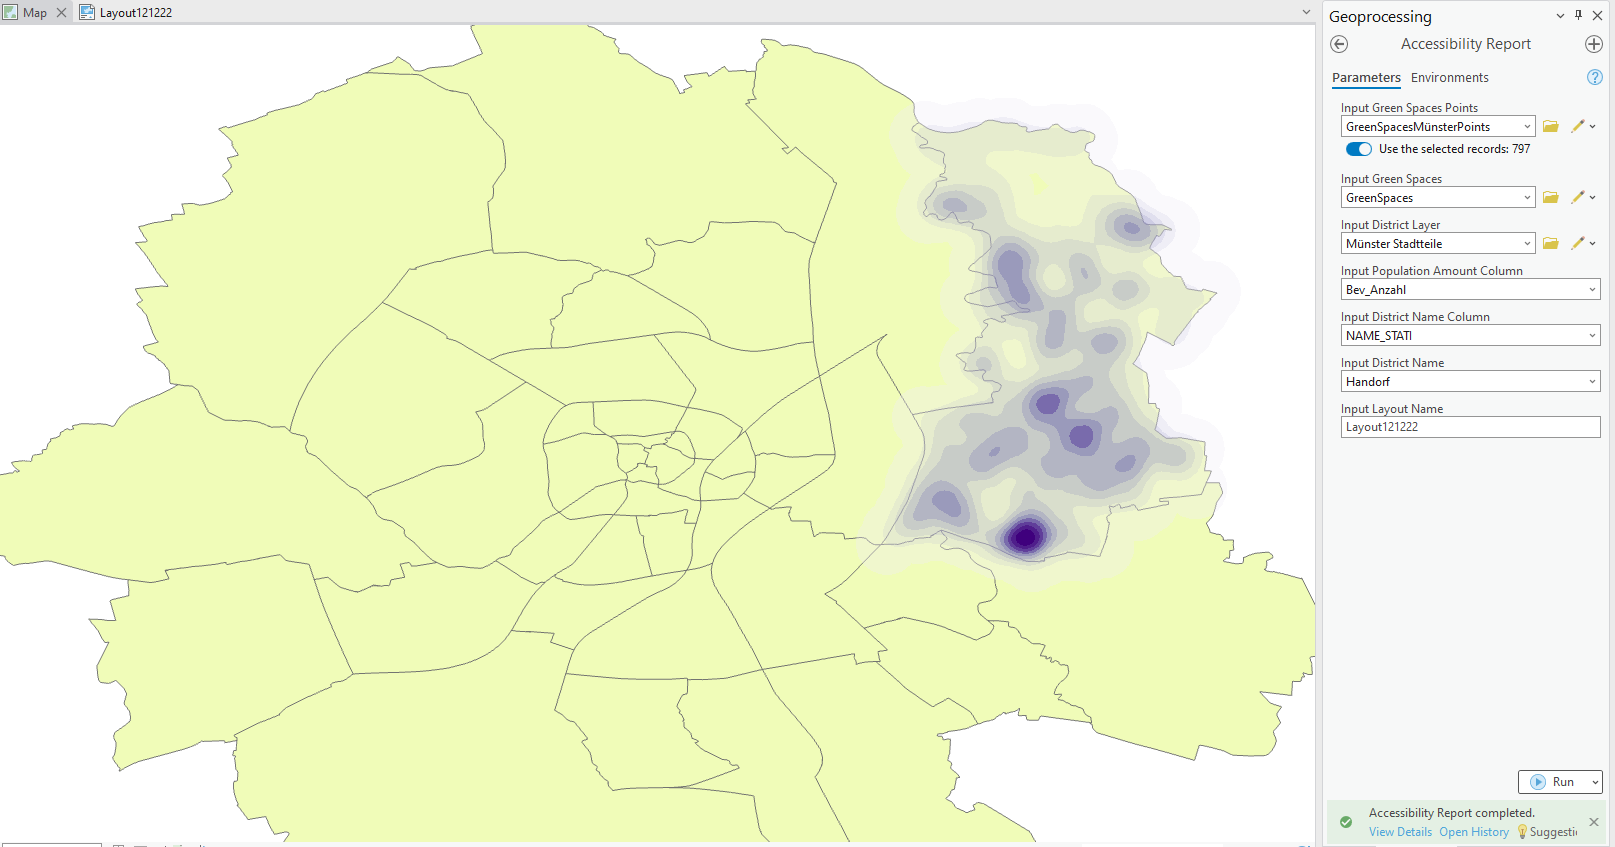 Map
Layout121222
Geoprocessing
Accessibility Report
Parameters Environments
Input Green Spaces Points
GreenSpacesMünsterPoints
Use the selected records: 797
Input Green Spaces
GreenSpaces
Input District Layer
Münster Stadtteile
Input Population Amount Column
Bev_Anzahl
Input District Name Column
NAME_STATI
Input District Name
Handorf
Input Layout Name
Layout121222
Run
Accessibility Report completed.
View Details Open History Suggesti